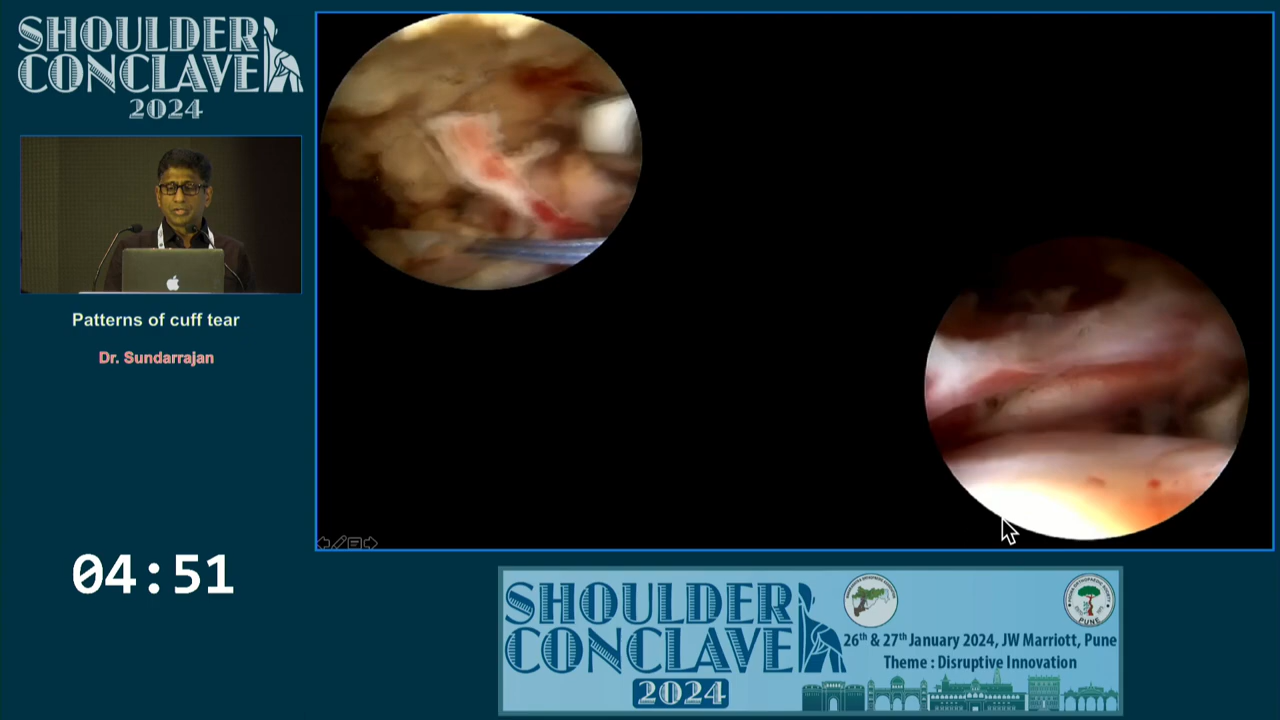 SHOULDER
CONCLAVE
2024
Patterns of cuff tear
Dr. Sundarrajan
04:51
SHOULDER
CONCLAVE
2024
26th & 27th January 2024, JW Marriott, Pune
Theme : Disruptive Innovation
PUNE